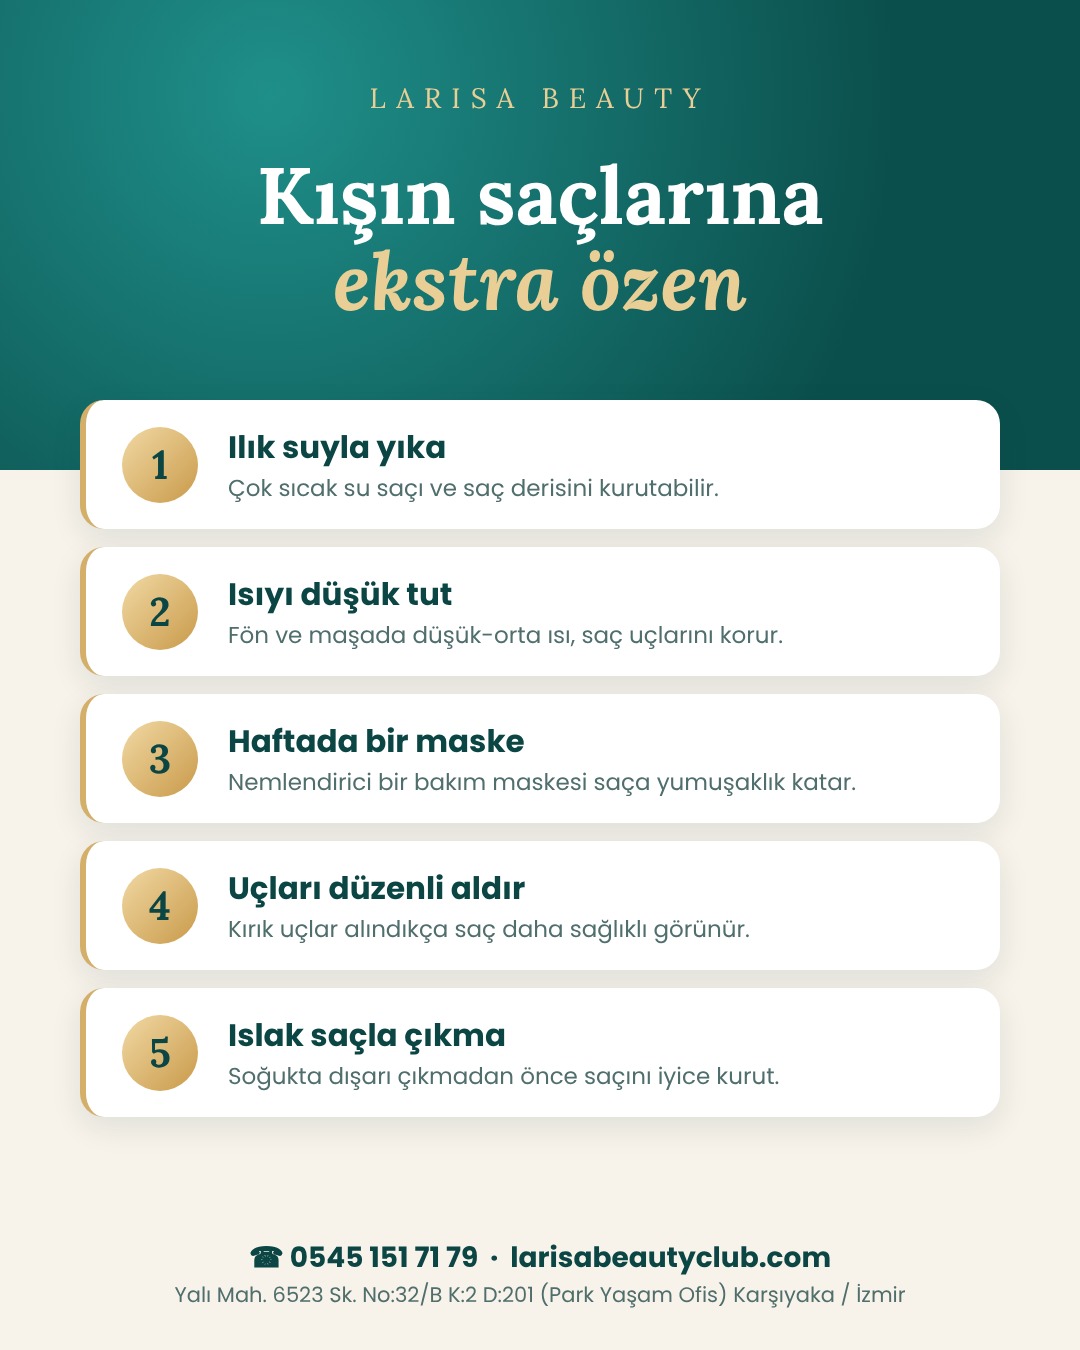 LARISA BEAUTY
Kışın saçlarına
ekstra özen
1
Ilık suyla yıka
Çok sıcak su saçı ve saç derisini kurutabilir.
2
Isıyı düşük tut
Fön ve maşada düşük-orta ısı, saç uçlarını korur.
3
Haftada bir maske
Nemlendirici bir bakım maskesi saça yumuşaklık katar.
4
Uçları düzenli aldır
Kırık uçlar alındıkça saç daha sağlıklı görünür.
5
Islak saçla çıkma
Soğukta dışarı çıkmadan önce saçını iyice kurut.
☎ 0545 151 71 79 · larisabeautyclub.com
Yalı Mah. 6523 Sk. No:32/B K:2 D:201 (Park Yaşam Ofis) Karşıyaka / İzmir